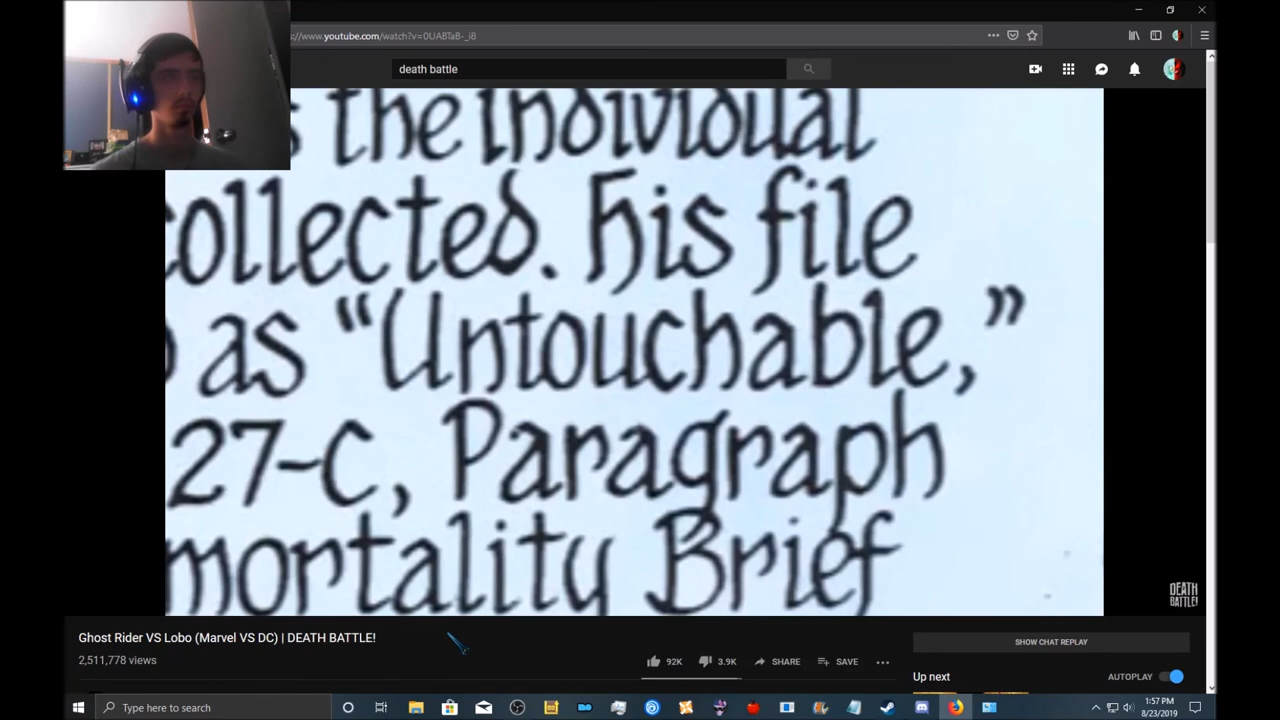 ://www.youtube.com/watch?v=0UABTaB-_i8
death battle
s the individual
collected. his file
as “Untouchable,”
27-C, Paragraph
mortality Brief
DEATH
BATTLE!
Ghost Rider VS Lobo (Marvel VS DC) | DEATH BATTLE!
2,511,778 views
92K 3.9K SHARE SAVE
SHOW CHAT REPLAY
Up next AUTOPLAY
Type here to search
1:57 PM
8/23/2019